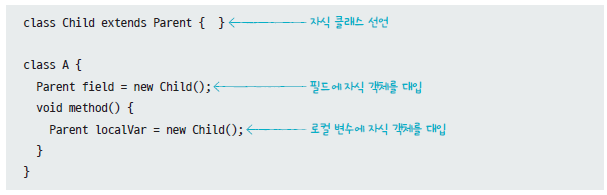 class Child extends Parent {  } 자식 클래스 선언
class A {
  Parent field = new Child(); 필드에 자식 객체를 대입
  void method() {
    Parent localVar = new Child(); 로컬 변수에 자식 객체를 대입
  }
}